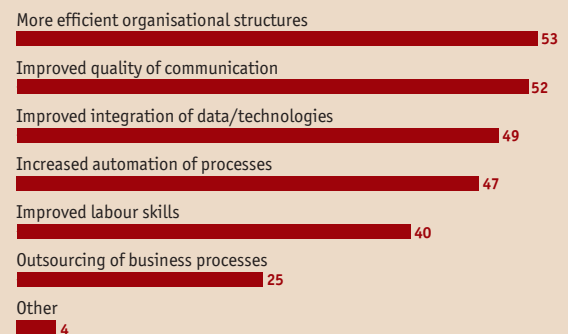 More efficient organisational structures
53
Improved quality of communication
52
Improved integration of data/technologies
49
Increased automation of processes
47
Improved labour skills
40
Outsourcing of business processes
25
Other
4